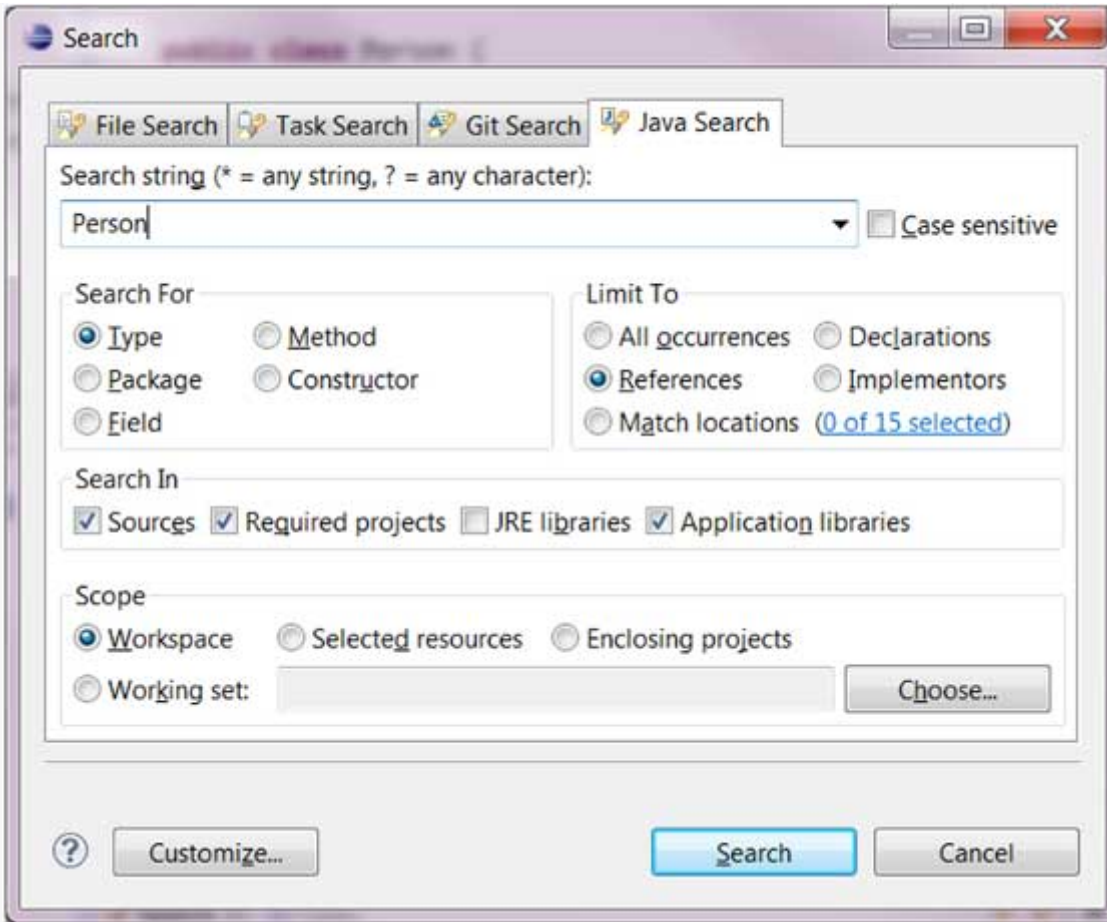 Search
public class Person {
File Search Task Search Git Search Java Search
Search string (* = any string, ? = any character):
Person Case sensitive
Search For Limit To
Type Method All occurrences Declarations
Package Constructor References Implementors
Field Match locations (0 of 15 selected)
Search In
Sources Required projects JRE libraries Application libraries
Scope
Workspace Selected resources Enclosing projects
Working set: Choose...
? Customize... Search Cancel